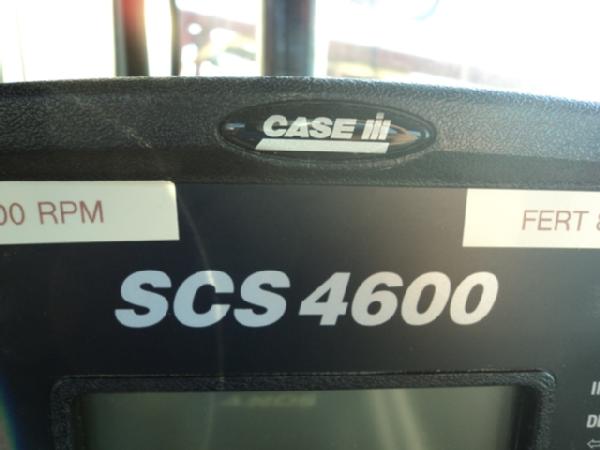 CASE IH
00 RPM
FERT &
SCS 4600